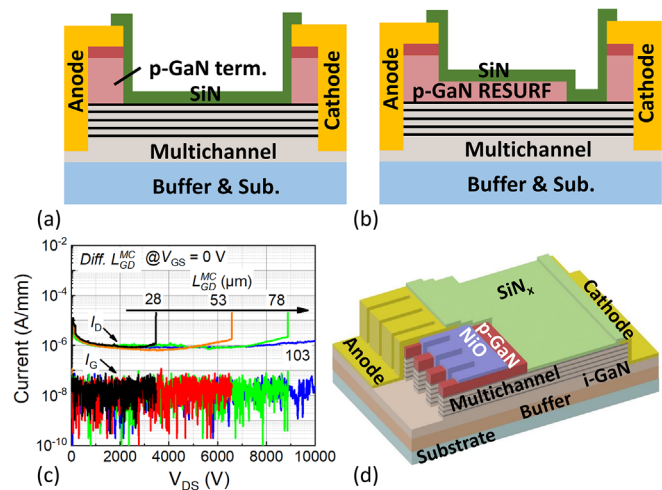 Anode
p-GaN term.
SiN
Cathode
Multichannel
Buffer & Sub.
(a)
Anode
SiN
p-GaN RESURF
Cathode
Multichannel
Buffer & Sub.
(b)
Current (A/mm)
10⁻²
10⁻⁴
10⁻⁶
10⁻⁸
10⁻¹⁰
Diff. L_GD^MC @V_GS = 0 V
L_GD^MC (μm)
28 53 78
I_D
103
I_G
0 2000 4000 6000 8000 10000
V_DS (V)
(c)
SiNₓ
Cathode
p-GaN
NiO
Anode
Multichannel
i-GaN
Buffer
Substrate
(d)